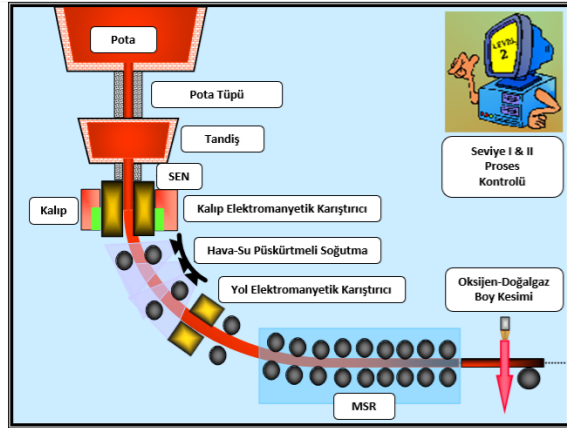 Pota
Pota Tüpü
Tandiş
SEN
Kalıp
Kalıp Elektromanyetik Karıştırıcı
Hava-Su Püskürtmeli Soğutma
Yol Elektromanyetik Karıştırıcı
MSR
LEVEL
2
Seviye I & II
Proses
Kontrolü
Oksijen-Doğalgaz
Boy Kesimi